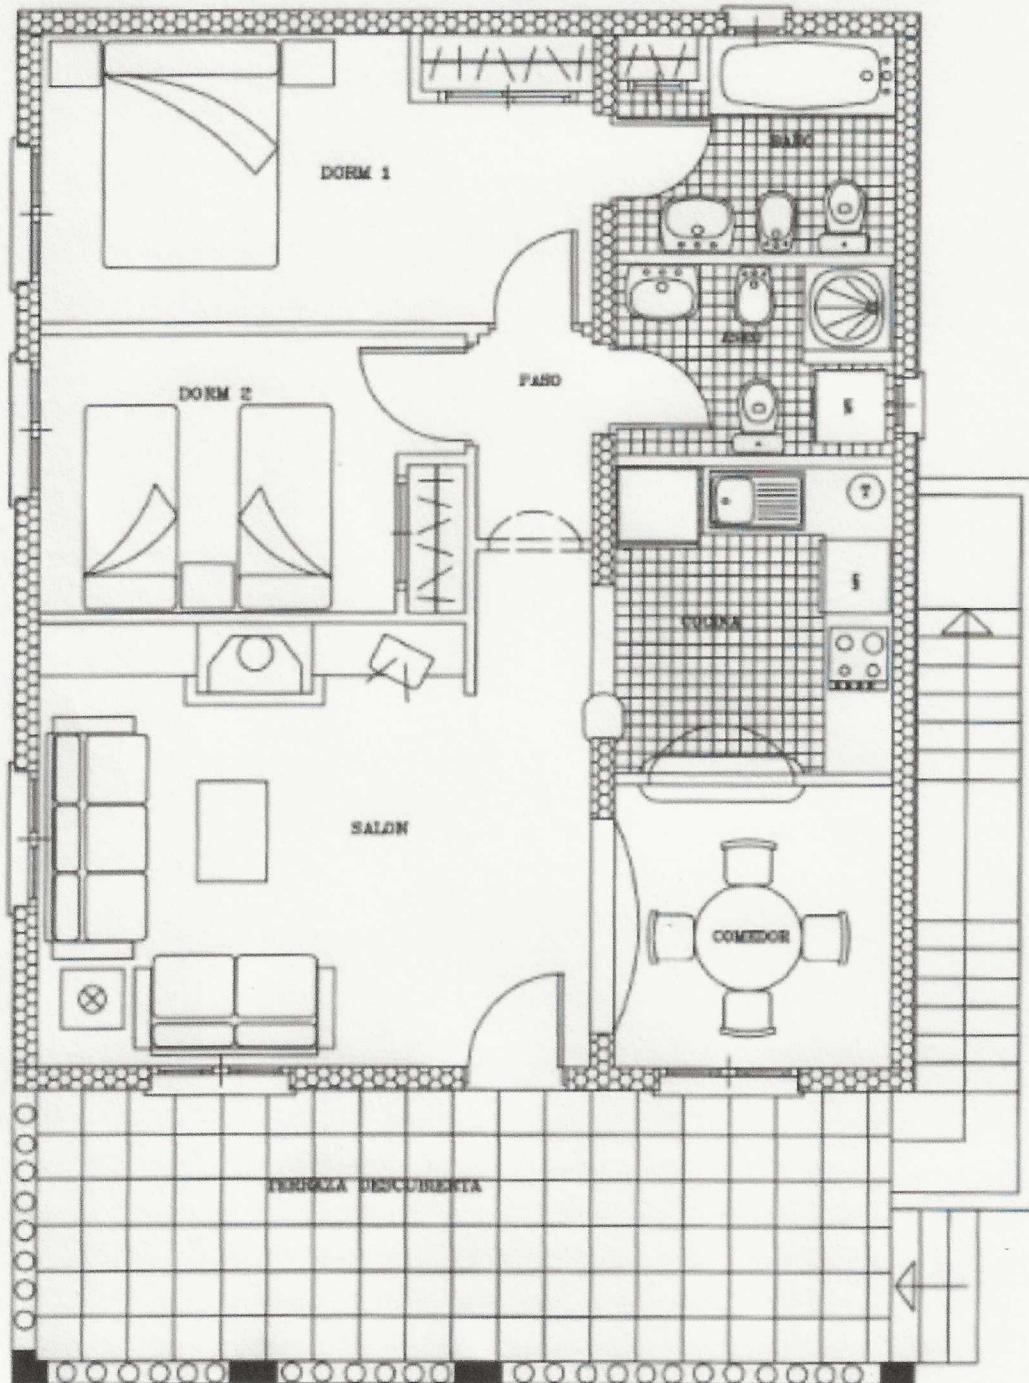 BAÑO
DORM 1
ASEO
PASO
DORM 2
T
COCINA
SALON
COMEDOR
TERRAZA DESCUBIERTA